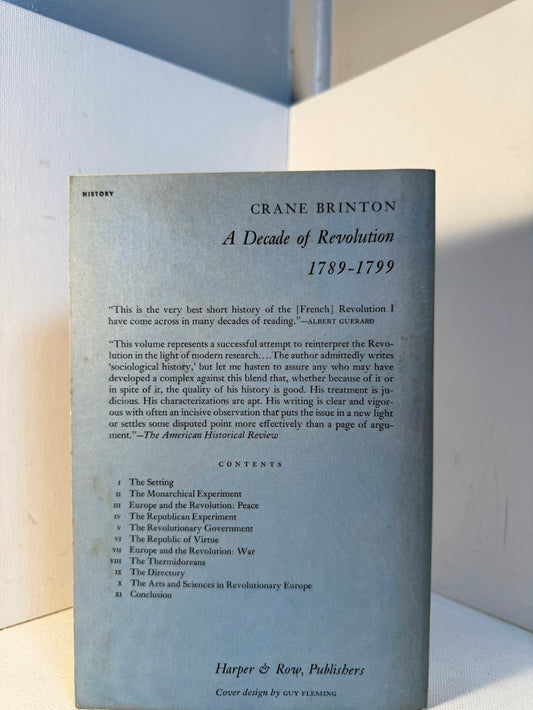 HISTORY
CRANE BRINTON
A Decade of Revolution
1789-1799
“This is the very best short history of the [French] Revolution I
have come across in many decades of reading.”—ALBERT GUERARD
“This volume represents a successful attempt to reinterpret the Revo-
lution in the light of modern research....The author admittedly writes
‘sociological history,’ but let me hasten to assure any who may have
developed a complex against this blend that, whether because of it or
in spite of it, the quality of his history is good. His treatment is ju-
dicious. His characterizations are apt. His writing is clear and vigor-
ous with often an incisive observation that puts the issue in a new light
or settles some disputed point more effectively than a page of argu-
ment.”—The American Historical Review
CONTENTS
I The Setting
II The Monarchical Experiment
III Europe and the Revolution: Peace
IV The Republican Experiment
V The Revolutionary Government
VI The Republic of Virtue
VII Europe and the Revolution: War
VIII The Thermidoreans
IX The Directory
X The Arts and Sciences in Revolutionary Europe
XI Conclusion
Harper & Row, Publishers
Cover design by GUY FLEMING